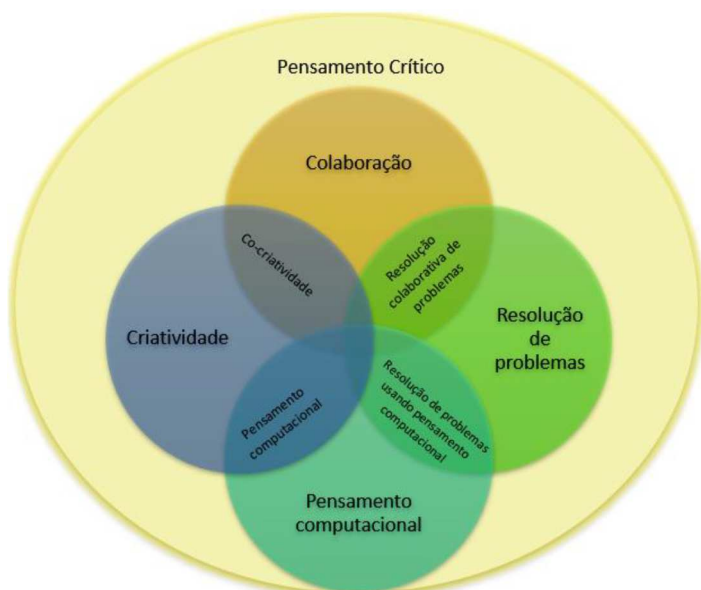 Pensamento Crítico
Colaboração
Co-criatividade
Resolução
colaborativa de
problemas
Criatividade
Resolução
de
problemas
Pensamento
computacional
Resolução de problemas
usando pensamento
computacional
Pensamento
computacional